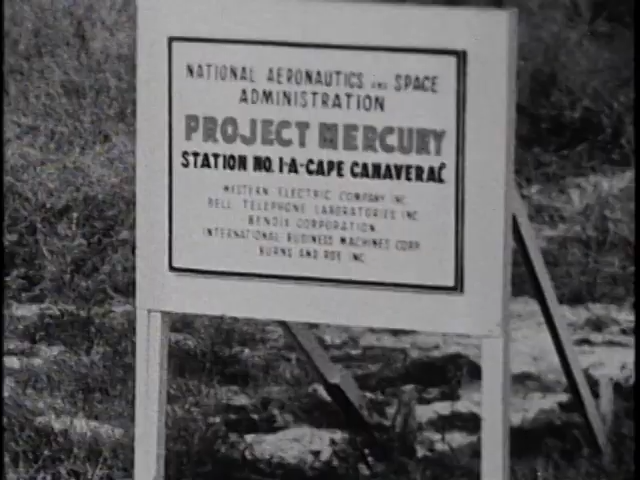 NATIONAL AERONAUTICS AND SPACE
ADMINISTRATION
PROJECT MERCURY
STATION NO. 1-A-CAPE CANAVERAL
WESTERN ELECTRIC COMPANY INC.
BELL TELEPHONE LABORATORIES INC
BENDIX CORPORATION
INTERNATIONAL BUSINESS MACHINES CORP.
BURNS AND ROE INC.